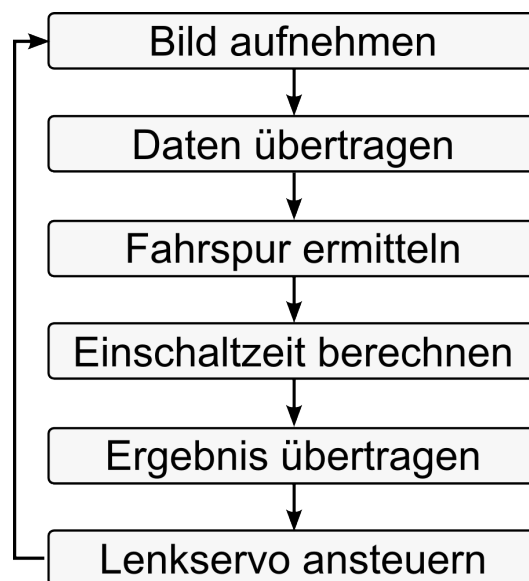 Bild aufnehmen
Daten übertragen
Fahrspur ermitteln
Einschaltzeit berechnen
Ergebnis übertragen
Lenkservo ansteuern